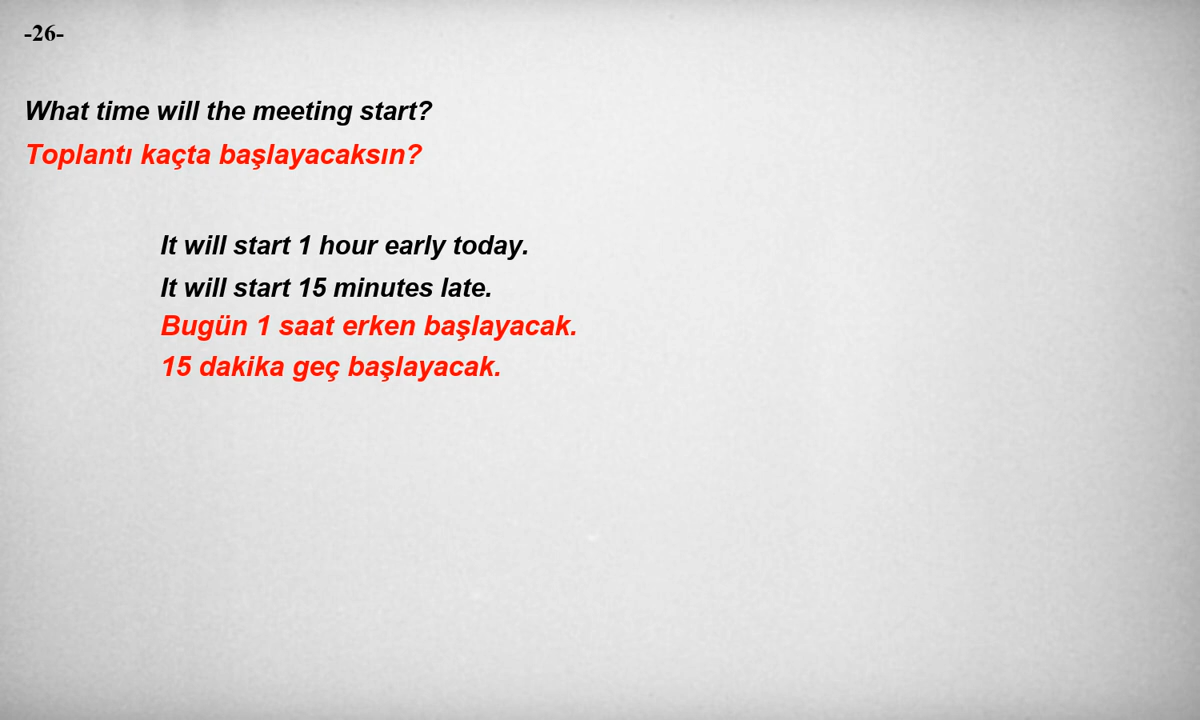 -26-
What time will the meeting start?
Toplantı kaçta başlayacaksın?
It will start 1 hour early today.
It will start 15 minutes late.
Bugün 1 saat erken başlayacak.
15 dakika geç başlayacak.